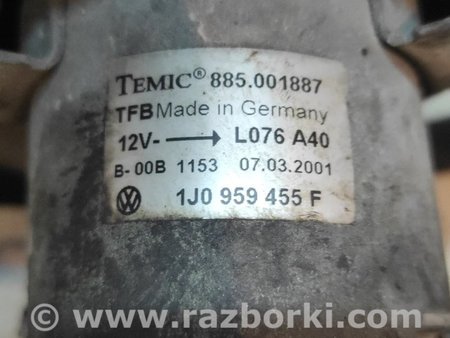 TEMIC® 885.001887
TFB Made in Germany
12V- → L076 A40
B- 00B 1153 07.03.2001
1J0 959 455 F
© www.razborki.com